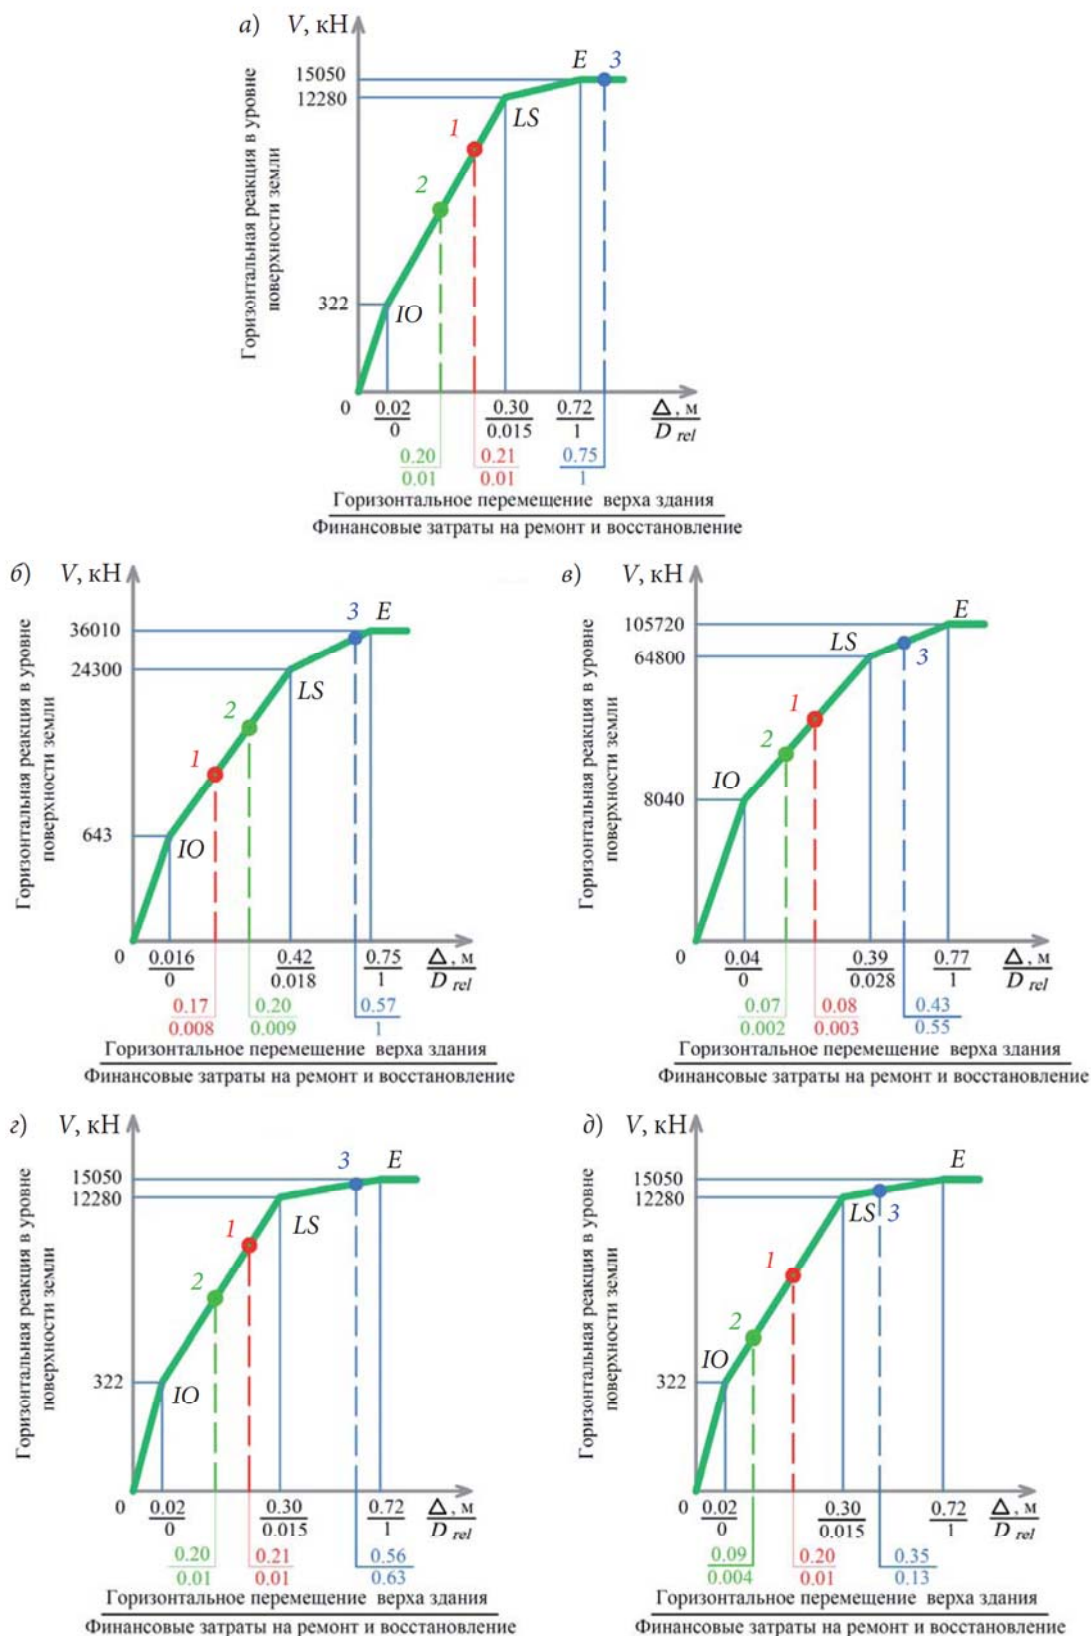 а) V, кН
Горизонтальная реакция в уровне
поверхности земли
15050
12280
322
0
E
3
LS
1
2
IO
0.02
0
0.30
0.015
0.72
1
Δ, м
D rel
0.20
0.01
0.21
0.01
0.75
1
Горизонтальное перемещение верха здания
Финансовые затраты на ремонт и восстановление
б) V, кН
Горизонтальная реакция в уровне
поверхности земли
36010
24300
643
0
3
E
LS
2
1
IO
0.016
0
0.42
0.018
0.75
1
Δ, м
D rel
0.17
0.008
0.20
0.009
0.57
1
Горизонтальное перемещение верха здания
Финансовые затраты на ремонт и восстановление
в) V, кН
Горизонтальная реакция в уровне
поверхности земли
105720
64800
8040
0
E
LS
3
1
2
IO
0.04
0
0.39
0.028
0.77
1
Δ, м
D rel
0.07
0.002
0.08
0.003
0.43
0.55
Горизонтальное перемещение верха здания
Финансовые затраты на ремонт и восстановление
г) V, кН
Горизонтальная реакция в уровне
поверхности земли
15050
12280
322
0
3
E
LS
1
2
IO
0.02
0
0.30
0.015
0.72
1
Δ, м
D rel
0.20
0.01
0.21
0.01
0.56
0.63
Горизонтальное перемещение верха здания
Финансовые затраты на ремонт и восстановление
д) V, кН
Горизонтальная реакция в уровне
поверхности земли
15050
12280
322
0
E
LS
3
1
2
IO
0.02
0
0.30
0.015
0.72
1
Δ, м
D rel
0.09
0.004
0.20
0.01
0.35
0.13
Горизонтальное перемещение верха здания
Финансовые затраты на ремонт и восстановление